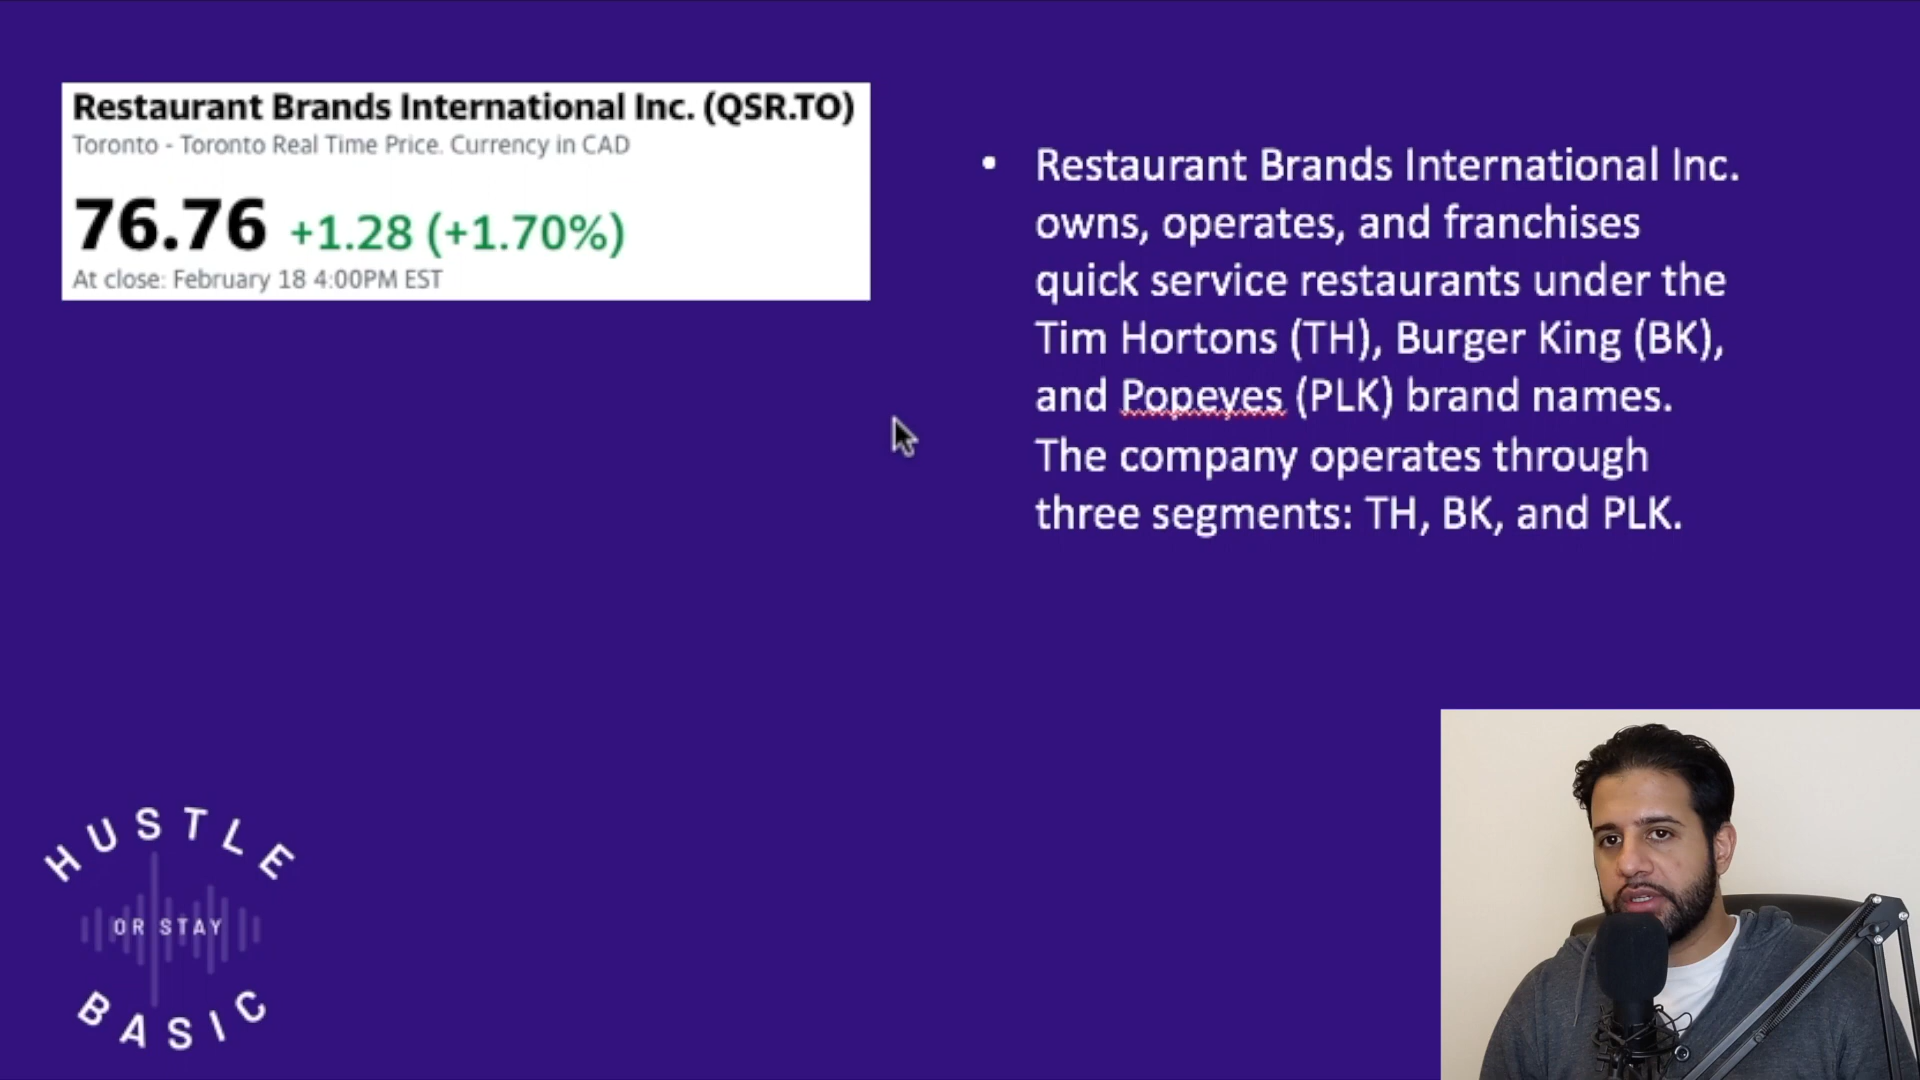 Restaurant Brands International Inc. (QSR.TO)
Toronto - Toronto Real Time Price. Currency in CAD
76.76 +1.28 (+1.70%)
At close: February 18 4:00PM EST
• Restaurant Brands International Inc.
owns, operates, and franchises
quick service restaurants under the
Tim Hortons (TH), Burger King (BK),
and Popeyes (PLK) brand names.
The company operates through
three segments: TH, BK, and PLK.
HUSTLE
OR STAY
BASIC